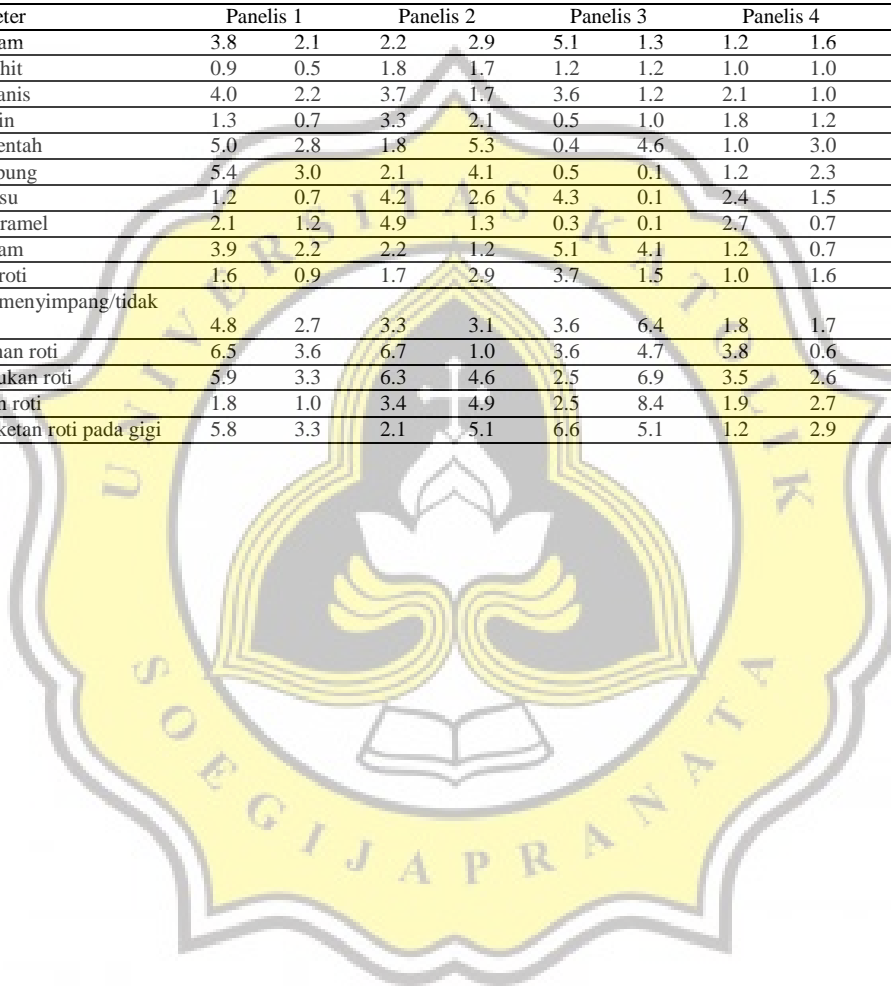 eter Panelis 1 Panelis 2 Panelis 3 Panelis 4
am 3.8 2.1 2.2 2.9 5.1 1.3 1.2 1.6
hit 0.9 0.5 1.8 1.7 1.2 1.2 1.0 1.0
anis 4.0 2.2 3.7 1.7 3.6 1.2 2.1 1.0
in 1.3 0.7 3.3 2.1 0.5 1.0 1.8 1.2
entah 5.0 2.8 1.8 5.3 0.4 4.6 1.0 3.0
pung 5.4 3.0 2.1 4.1 0.5 0.1 1.2 2.3
su 1.2 0.7 4.2 2.6 4.3 0.1 2.4 1.5
ramel 2.1 1.2 4.9 1.3 0.3 0.1 2.7 0.7
am 3.9 2.2 2.2 1.2 5.1 4.1 1.2 0.7
roti 1.6 0.9 1.7 2.9 3.7 1.5 1.0 1.6
menyimpang/tidak
4.8 2.7 3.3 3.1 3.6 6.4 1.8 1.7
nan roti 6.5 3.6 6.7 1.0 3.6 4.7 3.8 0.6
ukan roti 5.9 3.3 6.3 4.6 2.5 6.9 3.5 2.6
n roti 1.8 1.0 3.4 4.9 2.5 8.4 1.9 2.7
ketan roti pada gigi 5.8 3.3 2.1 5.1 6.6 5.1 1.2 2.9
UNIVERSITAS KATOLIK
SOEGIJAPRANATA